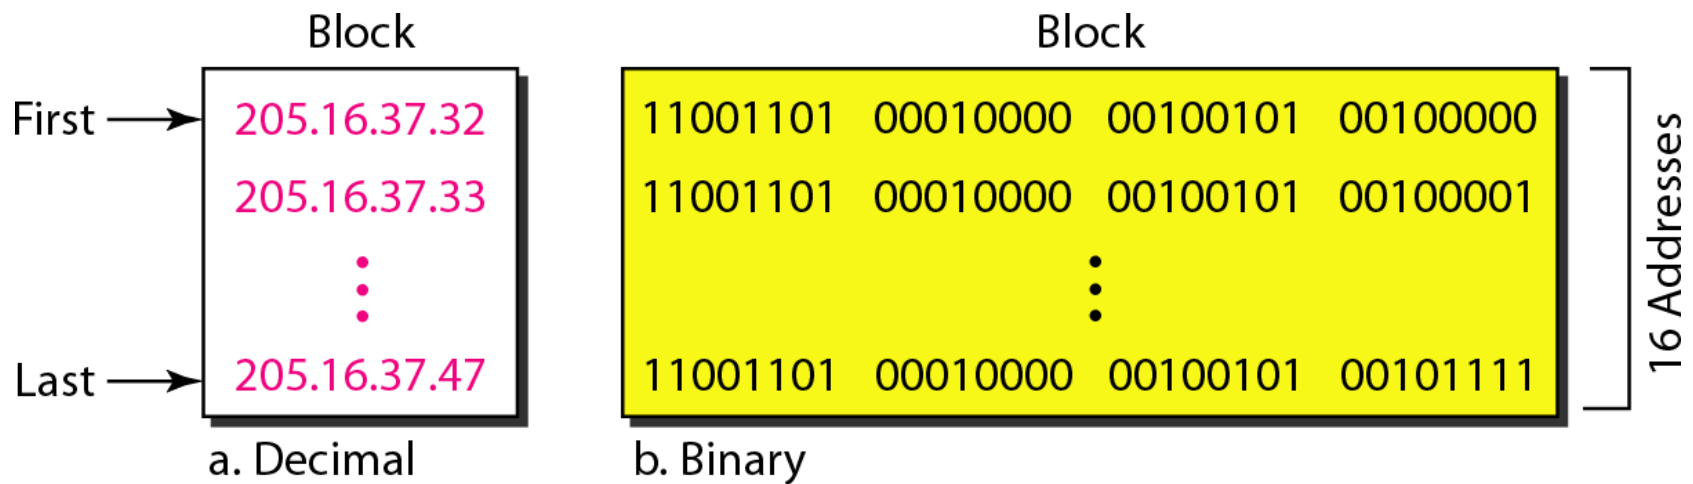 Block Block
First 205.16.37.32 11001101 00010000 00100101 00100000
205.16.37.33 11001101 00010000 00100101 00100001
Last 205.16.37.47 11001101 00010000 00100101 00101111
16 Addresses
a. Decimal b. Binary